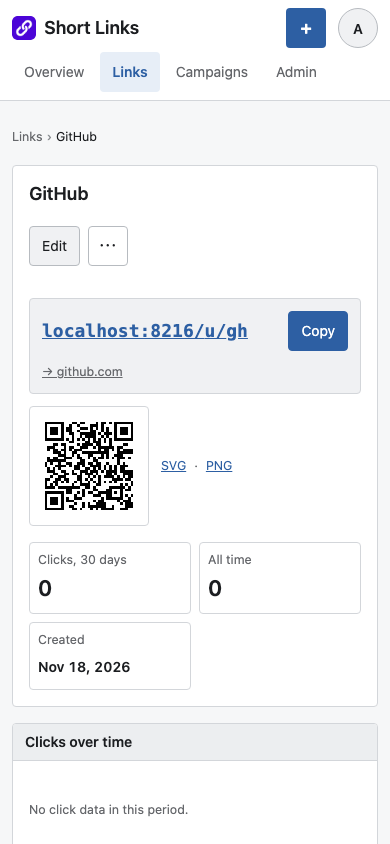 Short Links
+
A
Overview
Links
Campaigns
Admin
Links › GitHub
GitHub
Edit
···
localhost:8216/u/gh
Copy
→ github.com
SVG · PNG
Clicks, 30 days
0
All time
0
Created
Nov 18, 2026
Clicks over time
No click data in this period.